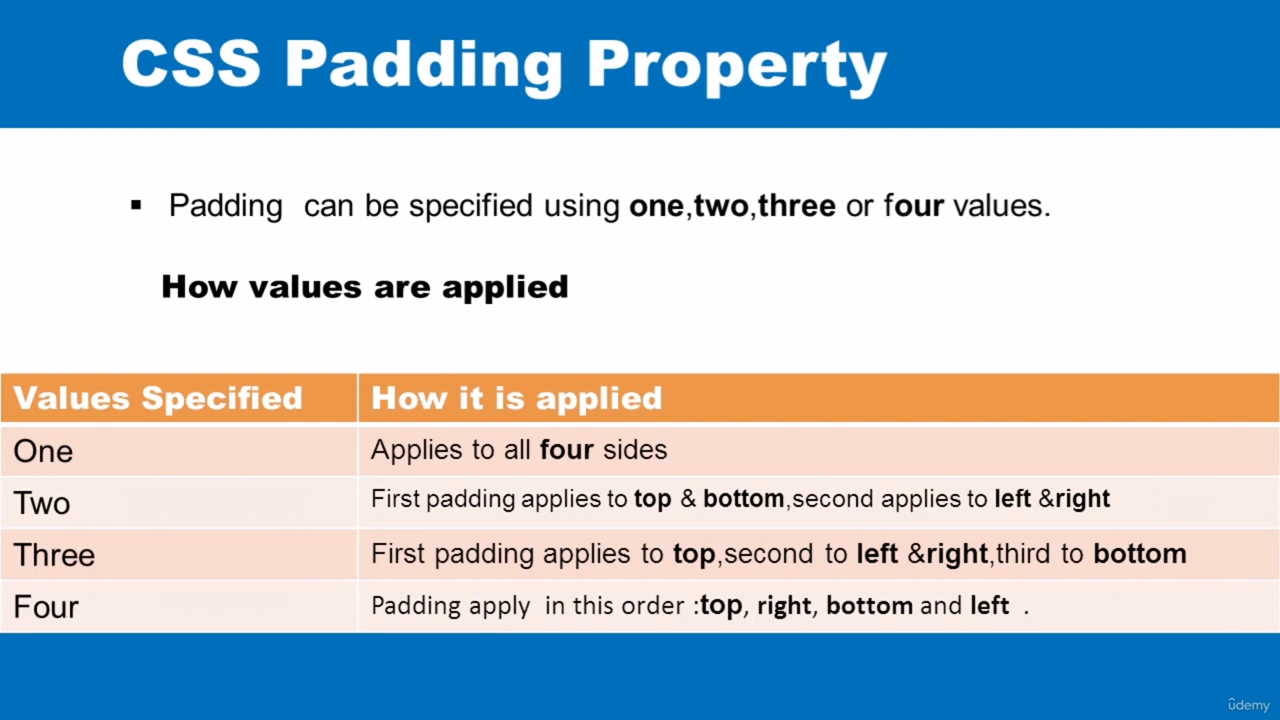 CSS Padding Property
▪ Padding can be specified using one,two,three or four values.
How values are applied
Values Specified How it is applied
One Applies to all four sides
Two First padding applies to top & bottom,second applies to left &right
Three First padding applies to top,second to left &right,third to bottom
Four Padding apply in this order :top, right, bottom and left .
ûdemy